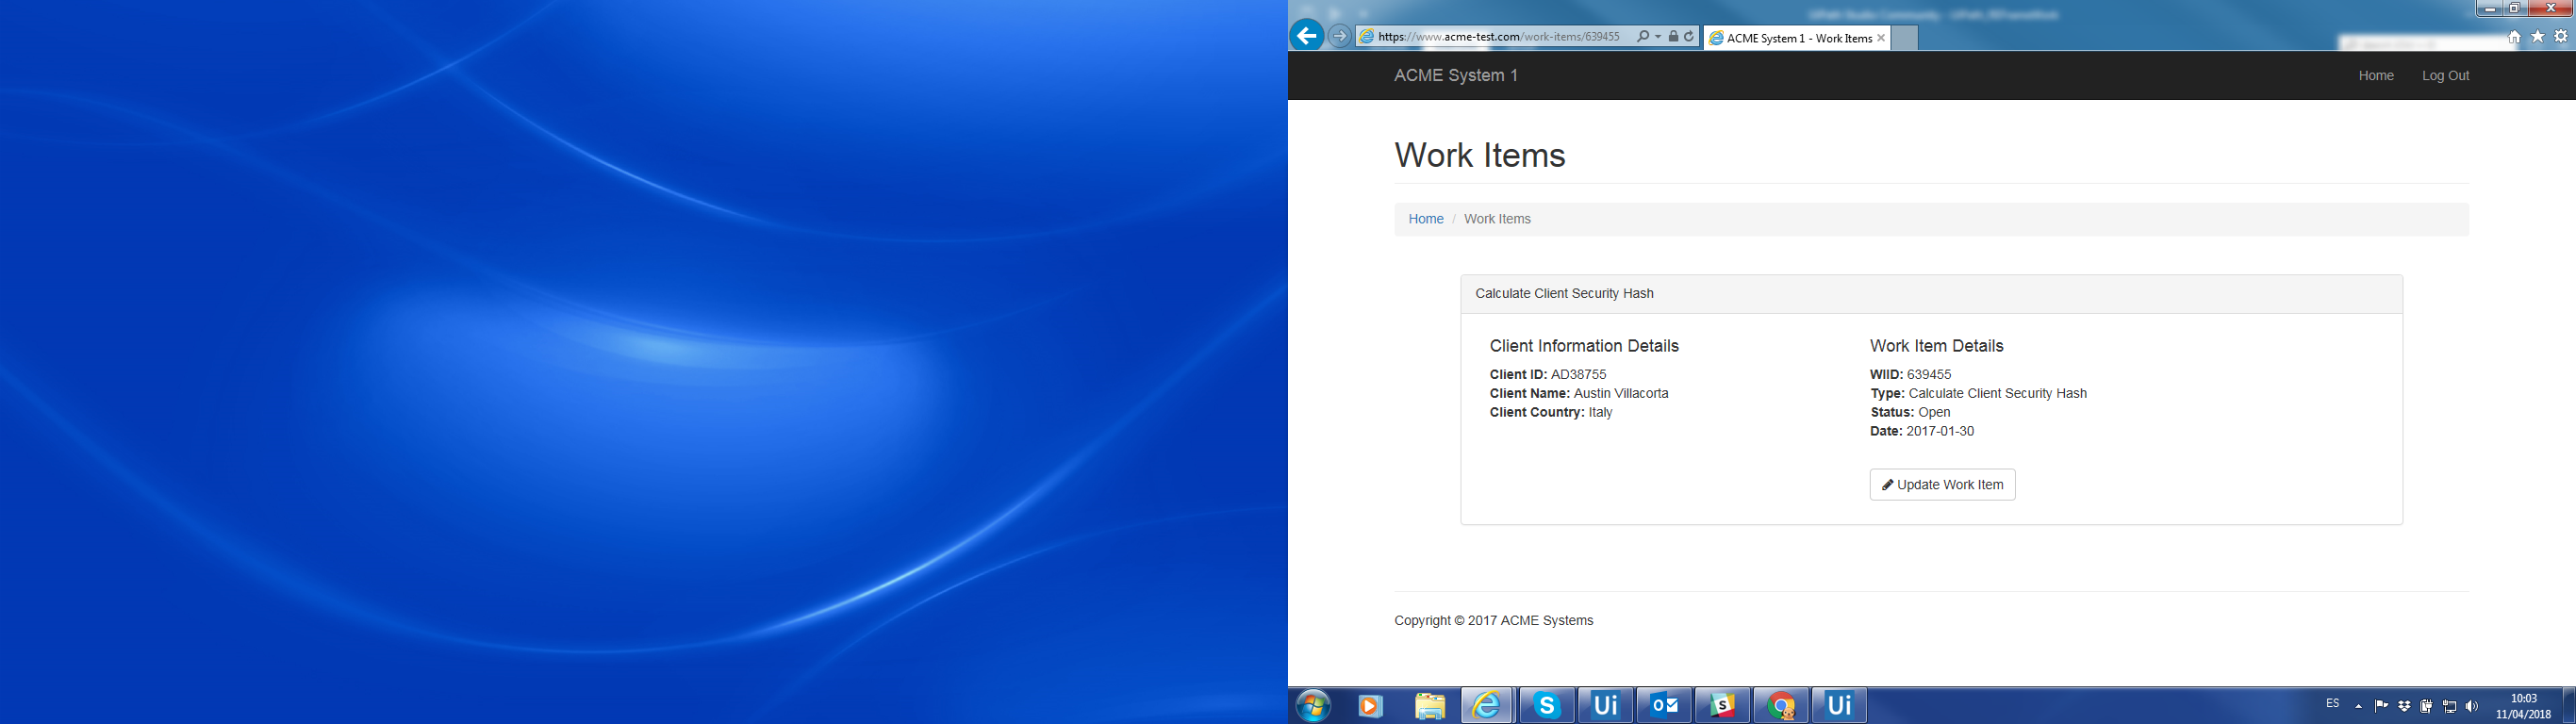 https://www.acme-test.com/work-items/639455
ACME System 1 - Work Items
ACME System 1
Home
Log Out
Work Items
Home / Work Items
Calculate Client Security Hash
Client Information Details
Client ID: AD38755
Client Name: Austin Villacorta
Client Country: Italy
Work Item Details
WIID: 639455
Type: Calculate Client Security Hash
Status: Open
Date: 2017-01-30
Update Work Item
Copyright © 2017 ACME Systems
S
Ui
O
S
Ui
ES
10:03
11/04/2018